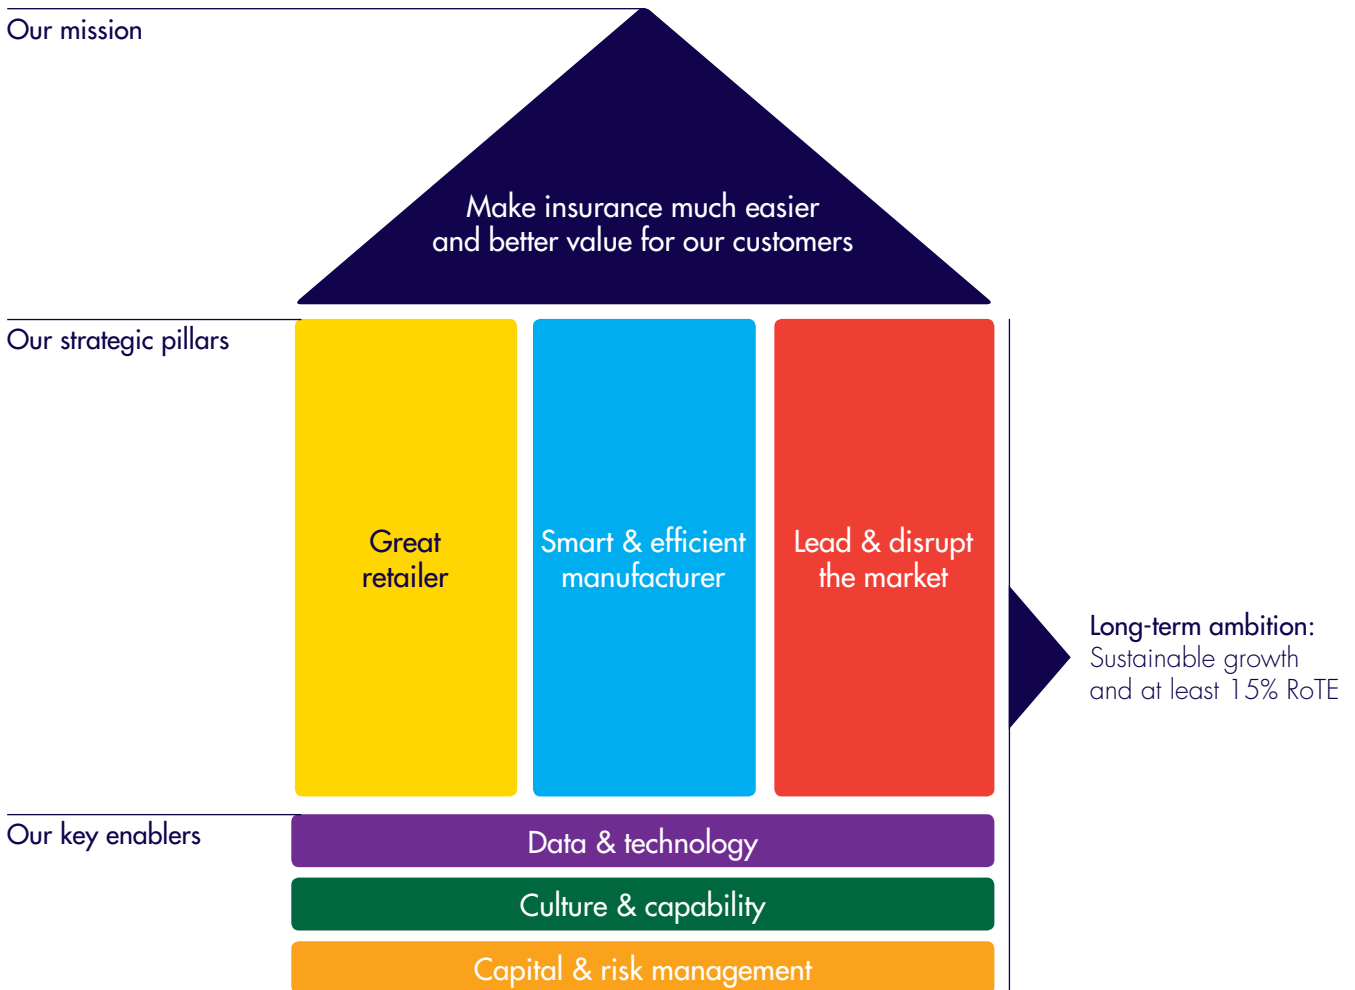 Our mission
Make insurance much easier
and better value for our customers
Our strategic pillars
Great
retailer
Smart & efficient
manufacturer
Lead & disrupt
the market
Long-term ambition:
Sustainable growth
and at least 15% RoTE
Our key enablers
Data & technology
Culture & capability
Capital & risk management